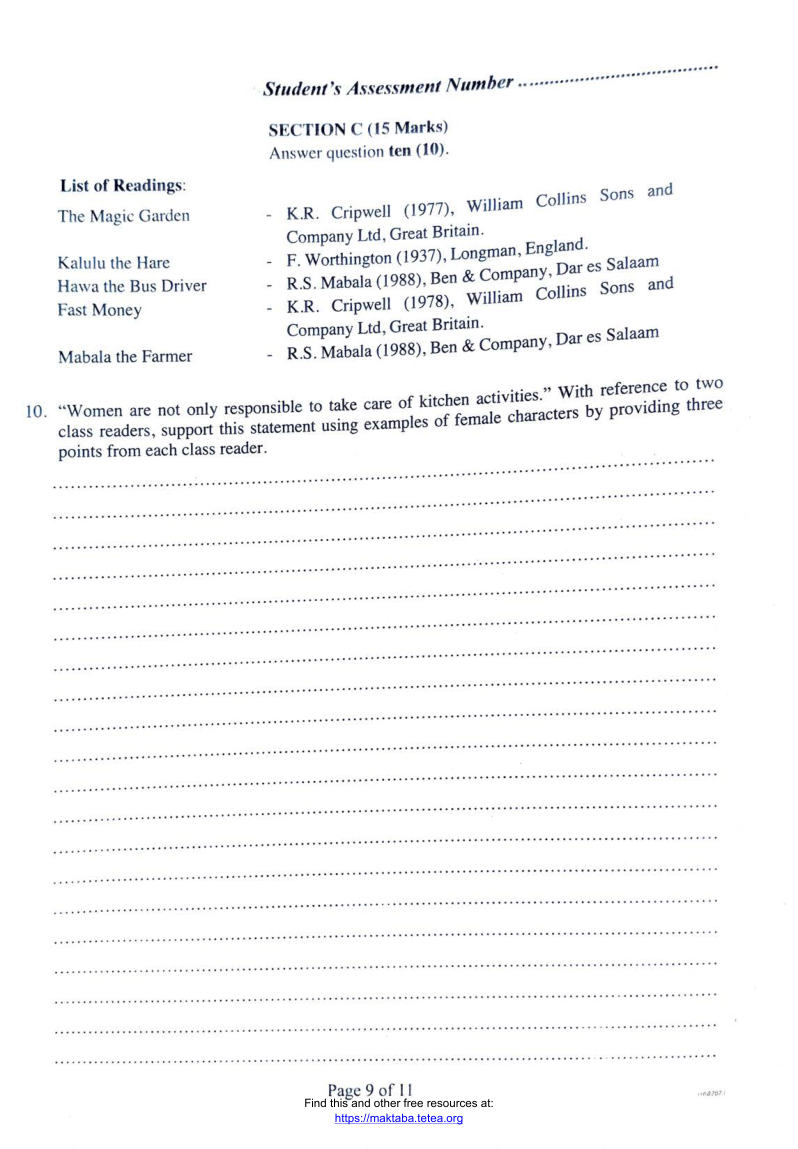 Student's Assessment Number ........................................
SECTION C (15 Marks)
Answer question ten (10).
List of Readings:
The Magic Garden - K.R. Cripwell (1977), William Collins Sons and
Company Ltd, Great Britain.
Kalulu the Hare - F. Worthington (1937), Longman, England.
Hawa the Bus Driver - R.S. Mabala (1988), Ben & Company, Dar es Salaam
Fast Money - K.R. Cripwell (1978), William Collins Sons and
Company Ltd, Great Britain.
Mabala the Farmer - R.S. Mabala (1988), Ben & Company, Dar es Salaam
10. “Women are not only responsible to take care of kitchen activities.” With reference to two
class readers, support this statement using examples of female characters by providing three
points from each class reader.
Page 9 of 11
Find this and other free resources at:
https://maktaba.tetea.org